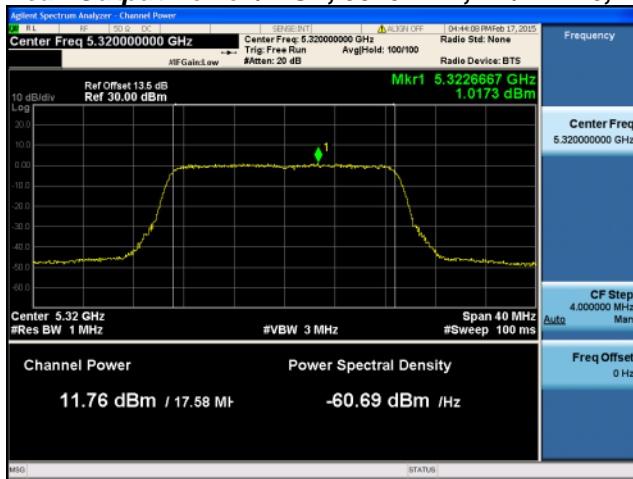 Agilent Spectrum Analyzer - Channel Power
RL RF 50 Ω DC SENSE:INT ALIGN OFF 04:44:08 PM Feb 17, 2015
Center Freq 5.320000000 GHz Center Freq: 5.320000000 GHz Radio Std: None Frequency
Trig: Free Run Avg|Hold: 100/100
#IFGain:Low #Atten: 20 dB Radio Device: BTS
Mkr1 5.3226667 GHz
1.0173 dBm
Ref Offset 13.5 dB
10 dB/div Ref 30.00 dBm
Log
20.0
10.0
0.00
-10.0
-20.0
-30.0
-40.0
-50.0
-60.0
1
Center Freq
5.320000000 GHz
Center 5.32 GHz Span 40 MHz
#Res BW 1 MHz #VBW 3 MHz #Sweep 100 ms
CF Step
4.000000 MHz
Auto Man
Channel Power Power Spectral Density
11.76 dBm / 17.58 MH -60.69 dBm /Hz
Freq Offset
0 Hz
MSG STATUS